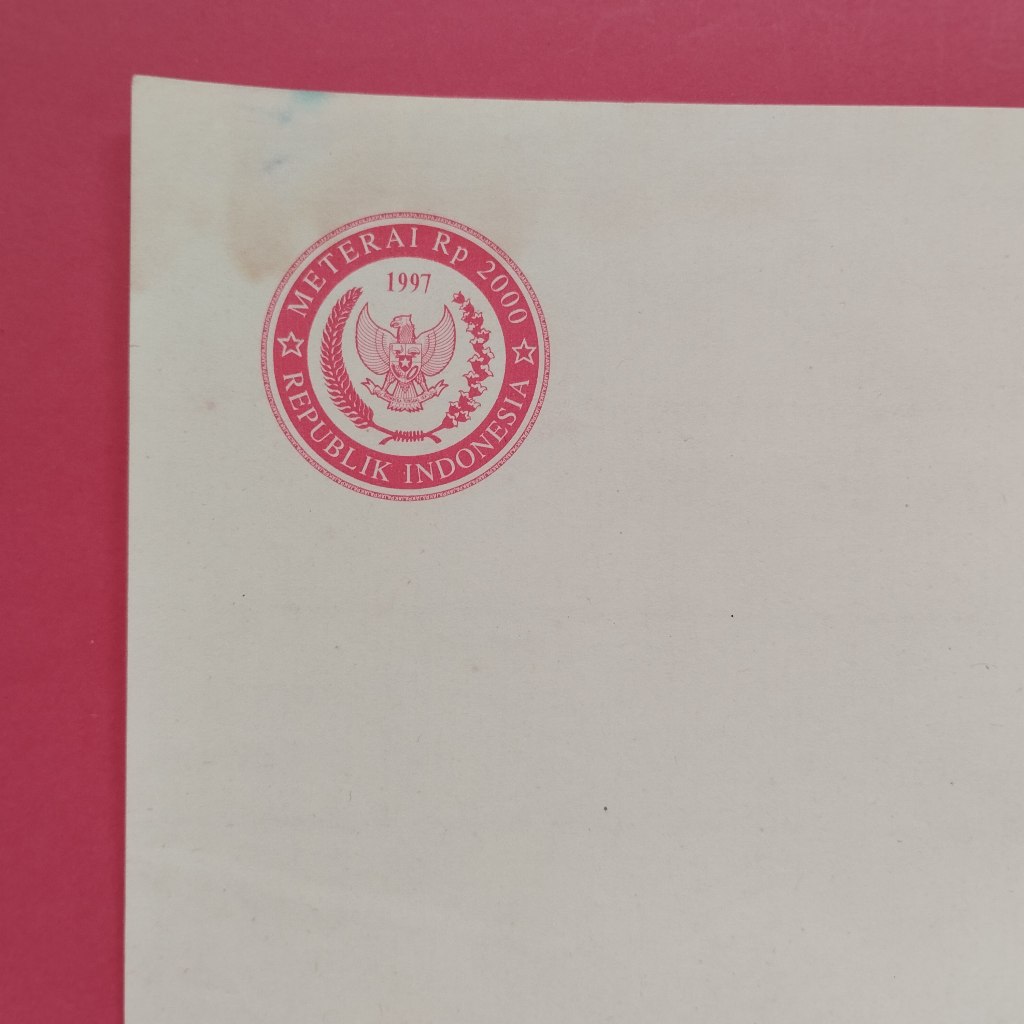 METERAI Rp 2000
1997
REPUBLIK INDONESIA